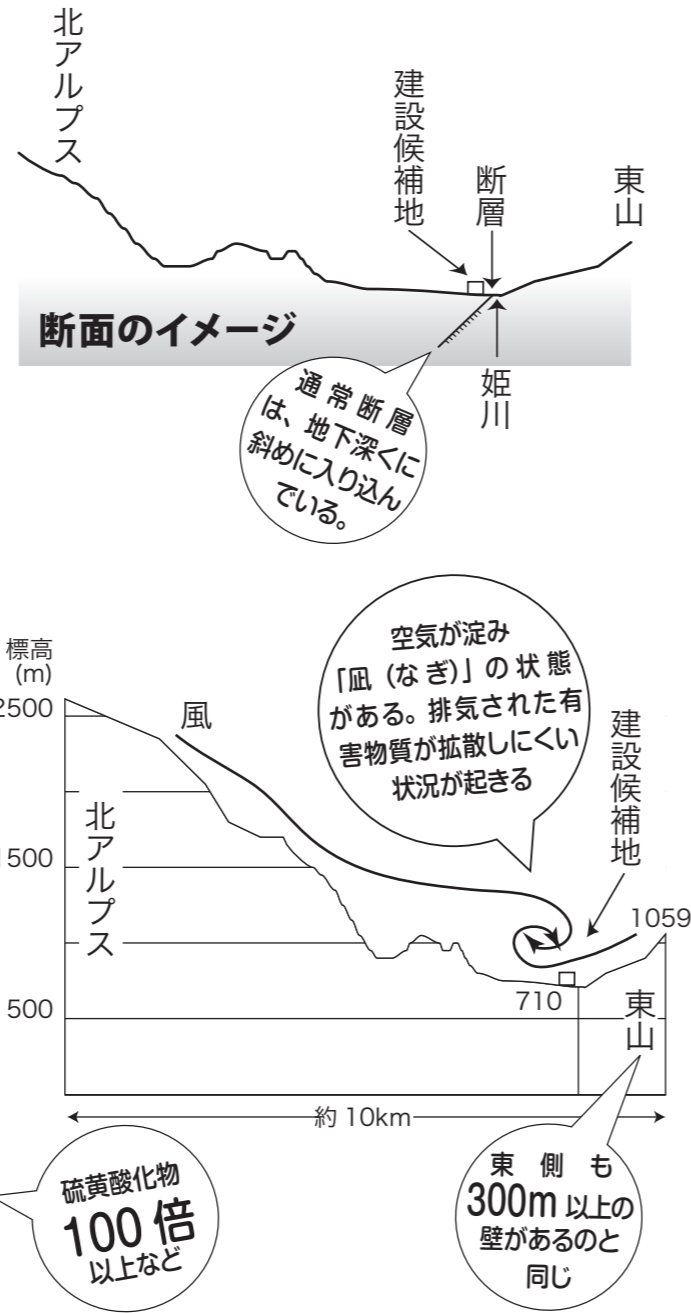 北アルプス
建設候補地
断層
東山
断面のイメージ
姫川
通常断層
は、地下深くに
斜めに入り込ん
でいる。
標高
(m)
2500
風
空気が淀み
「凪（なぎ）」の状態
がある。排気された有
害物質が拡散しにくい
状況が起きる
建設候補地
北アルプス
1500
1059
710
500
東山
約10km
硫黄酸化物
100倍
以上など
東側も
300m以上の
壁があるのと
同じ